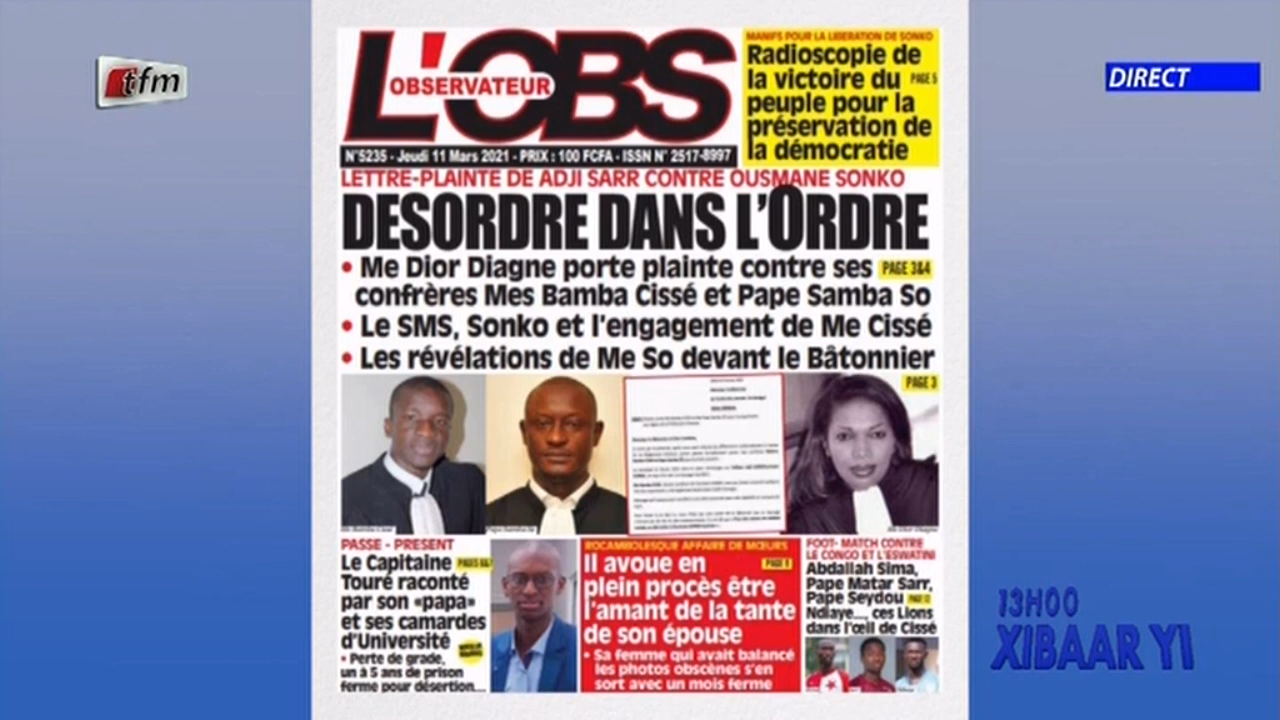 tfm
DIRECT
L'OBS
OBSERVATEUR
N°5235 - Jeudi 11 Mars 2021 - PRIX : 100 FCFA - ISSN N° 2517-8997
MANIFS POUR LA LIBERATION DE SONKO
Radioscopie de
la victoire du PAGE 5
peuple pour la
préservation de
la démocratie
LETTRE-PLAINTE DE ADJI SARR CONTRE OUSMANE SONKO
DESORDRE DANS L'ORDRE
• Me Dior Diagne porte plainte contre ses PAGE 3&4
confrères Mes Bamba Cissé et Pape Samba So
• Le SMS, Sonko et l'engagement de Me Cissé
• Les révélations de Me So devant le Bâtonnier
PAGE 3
PASSE - PRESENT
Le Capitaine
Touré raconté
par son «papa»
et ses camardes
d'Université
• Perte de grade,
un à 5 ans de prison
ferme pour désertion...
ROCAMBOLESQUE AFFAIRE DE MŒURS
Il avoue en
plein procès être
l'amant de la tante
de son épouse
• Sa femme qui avait balancé
les photos obscènes s'en
sort avec un mois ferme
FOOT- MATCH CONTRE
LE CONGO ET L'ESWATINI
Abdallah Sima,
Pape Matar Sarr,
Pape Seydou
Ndiaye..., ces Lions
dans l'œil de Cissé
13H00
XIBAAR YI